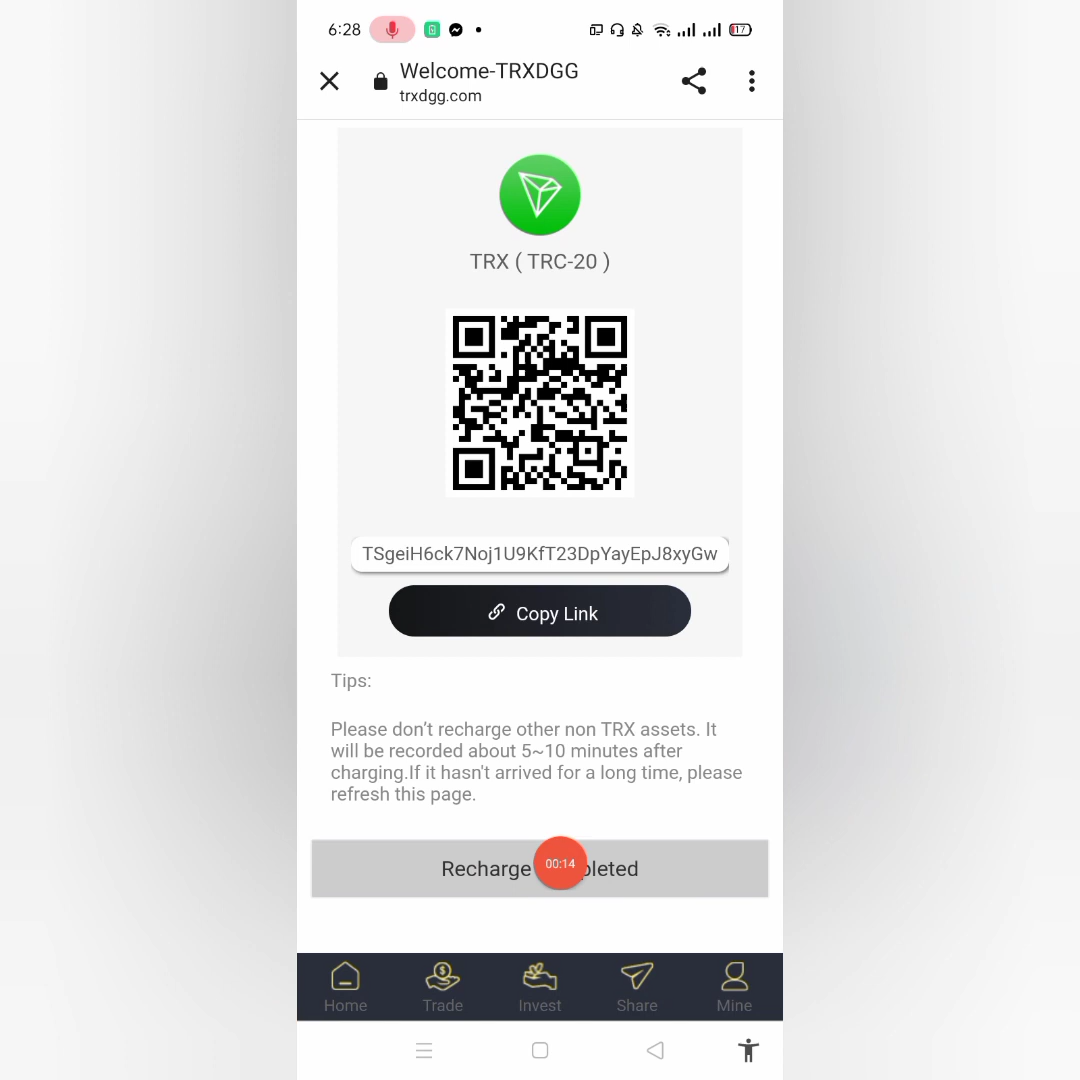 6:28
17
Welcome-TRXDGG
trxdgg.com
TRX ( TRC-20 )
TSgeiH6ck7Noj1U9KfT23DpYayEpJ8xyGw
Copy Link
Tips:
Please don't recharge other non TRX assets. It
will be recorded about 5~10 minutes after
charging.If it hasn't arrived for a long time, please
refresh this page.
Recharge
00:14
Home
Trade
Invest
Share
Mine